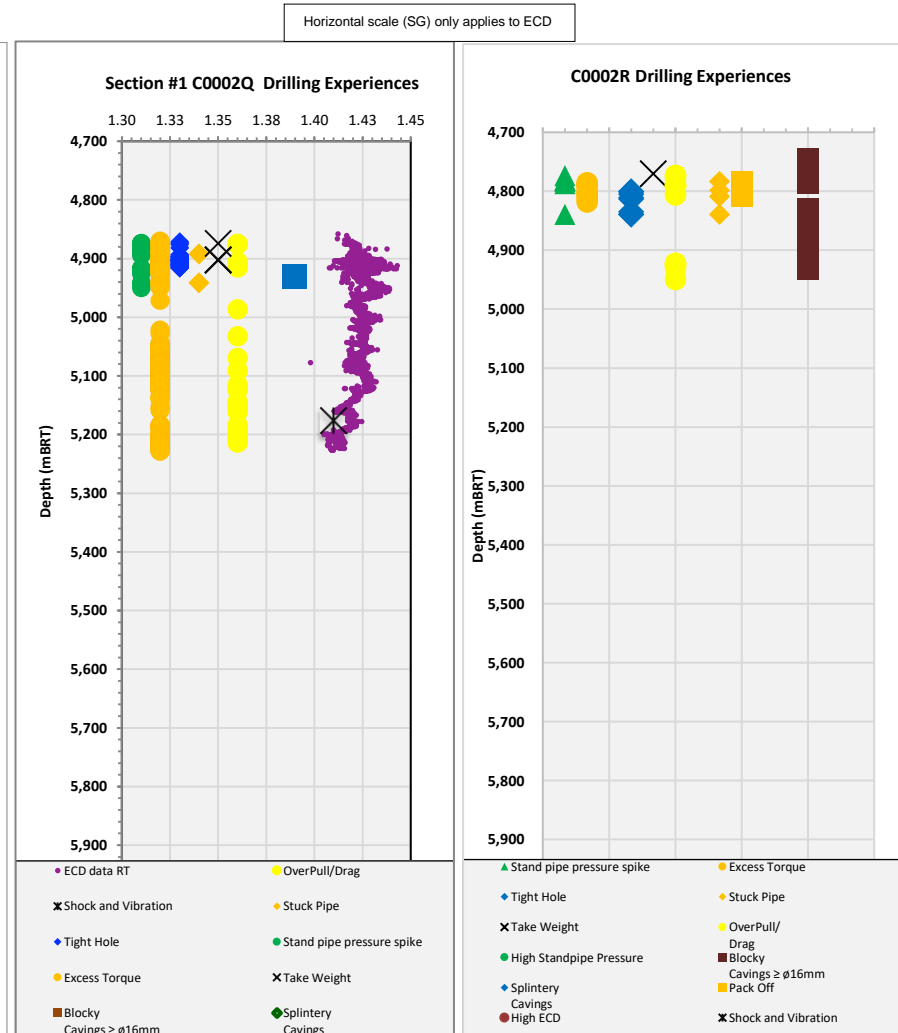 Horizontal scale (SG) only applies to ECD
Section #1 C0002Q Drilling Experiences
1.30 1.33 1.35 1.38 1.40 1.43 1.45
4,700
4,800
4,900
5,000
5,100
5,200
5,300
5,400
5,500
5,600
5,700
5,800
5,900
Depth (mBRT)
ECD data RT
OverPull/Drag
Shock and Vibration
Stuck Pipe
Tight Hole
Stand pipe pressure spike
Excess Torque
Take Weight
Blocky
Cavings ≥ ø16mm
Splintery
Cavings
C0002R Drilling Experiences
4,700
4,800
4,900
5,000
5,100
5,200
5,300
5,400
5,500
5,600
5,700
5,800
5,900
Depth (mBRT)
Stand pipe pressure spike
Excess Torque
Tight Hole
Stuck Pipe
Take Weight
OverPull/
Drag
High Standpipe Pressure
Blocky
Cavings ≥ ø16mm
Splintery
Cavings
Pack Off
High ECD
Shock and Vibration